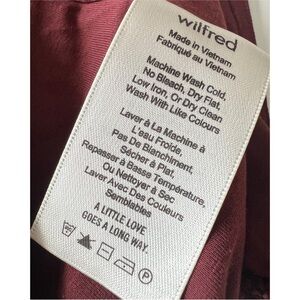 wilfred
Made in Vietnam
Fabriqué au Vietnam
Machine Wash Cold,
No Bleach, Dry Flat,
Low Iron, Or Dry Clean
Wash With Like Colours
Laver à La Machine à
L'eau Froide,
Pas De Blanchiment,
Sécher à Plat,
Repasser à Basse Température,
Ou Nettoyer à Sec
Laver Avec Des Couleurs
Semblables
A LITTLE LOVE
GOES A LONG WAY.